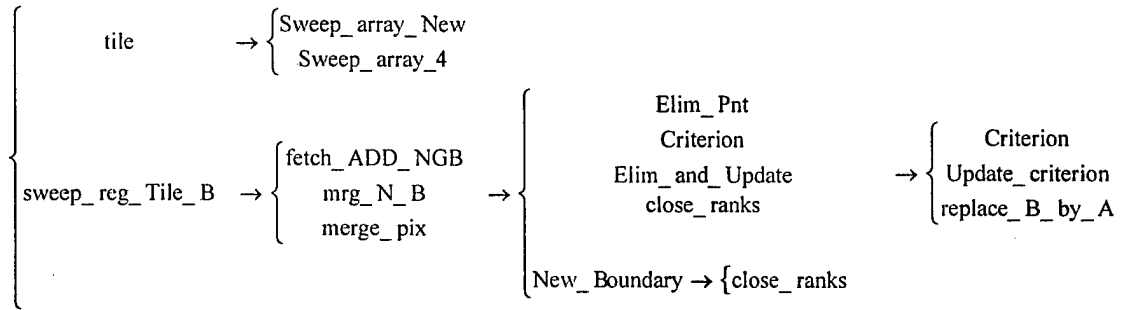 tile → { Sweep_array_New
Sweep_array_4
sweep_reg_Tile_B → { fetch_ADD_NGB
mrg_N_B
merge_pix
→ { Elim_Pnt
Criterion
Elim_and_Update
close_ranks
New_Boundary → {close_ranks
→ { Criterion
Update_criterion
replace_B_by_A